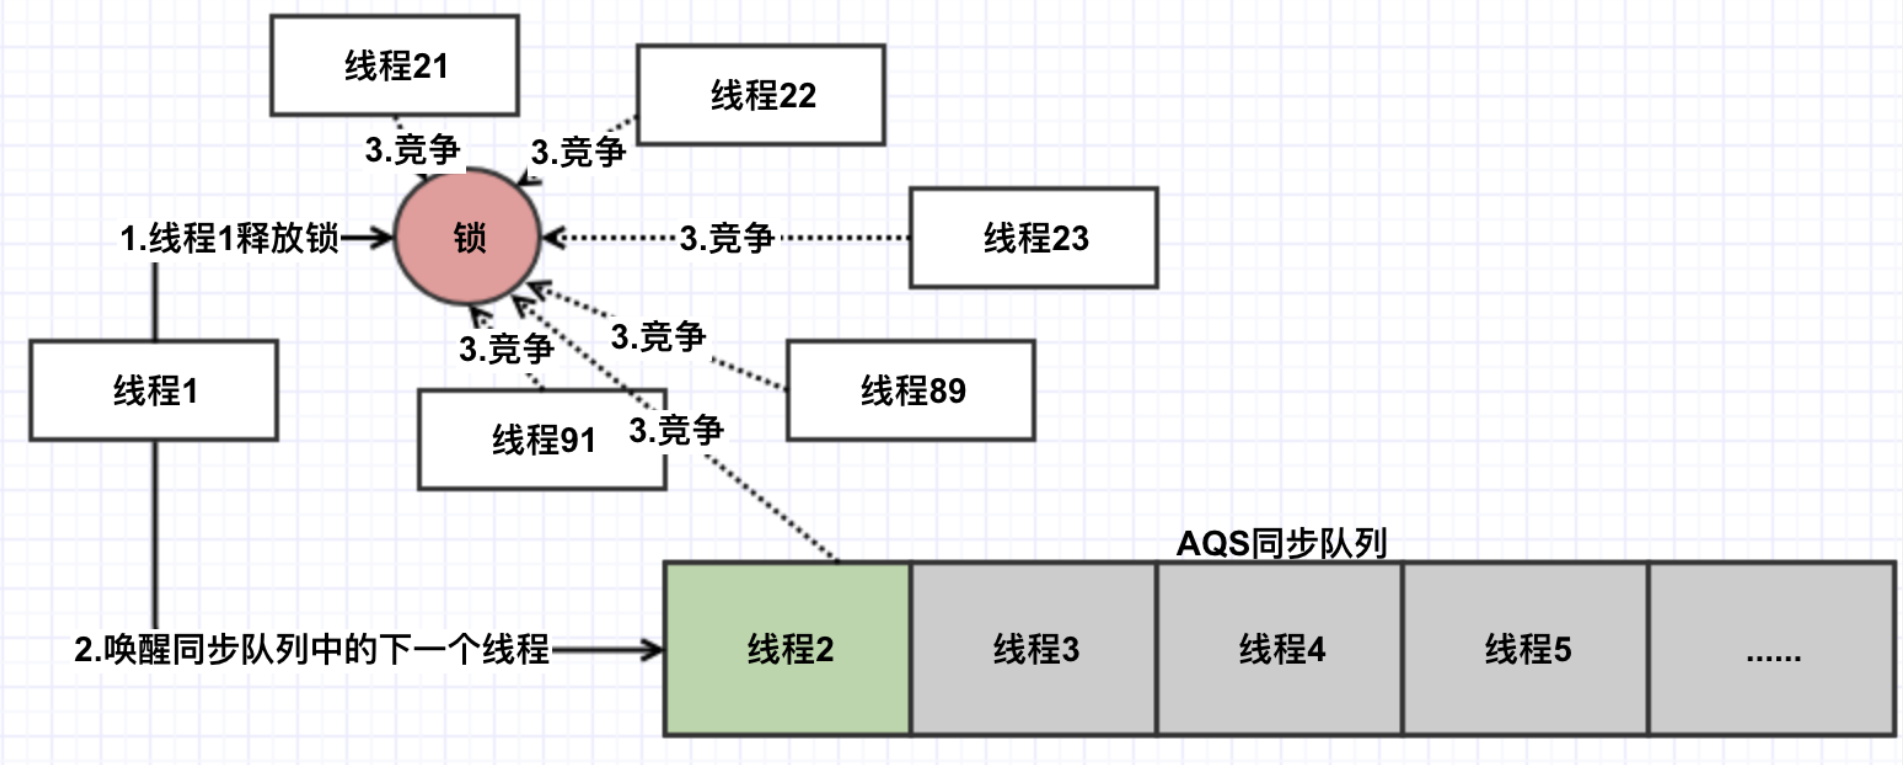 线程21
线程22
3.竞争
3.竞争
1.线程1释放锁
锁
3.竞争
线程23
3.竞争
3.竞争
线程1
线程89
线程91
3.竞争
AQS同步队列
2.唤醒同步队列中的下一个线程
线程2
线程3
线程4
线程5
......